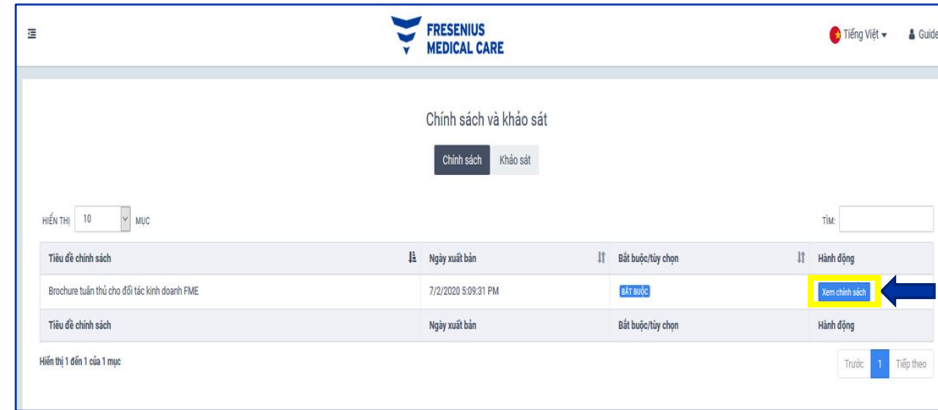 FRESENIUS
MEDICAL CARE
Tiếng Việt
Guide
Chính sách và khảo sát
Chính sách Khảo sát
HIỂN THỊ 10 MỤC TÌM:
Tiêu đề chính sách Ngày xuất bản Bắt buộc/tùy chọn Hành động
Brochure tuân thủ cho đối tác kinh doanh FME 7/2/2020 5:09:31 PM BẮT BUỘC Xem chính sách
Tiêu đề chính sách Ngày xuất bản Bắt buộc/tùy chọn Hành động
Hiển thị 1 đến 1 của 1 mục Trước 1 Tiếp theo